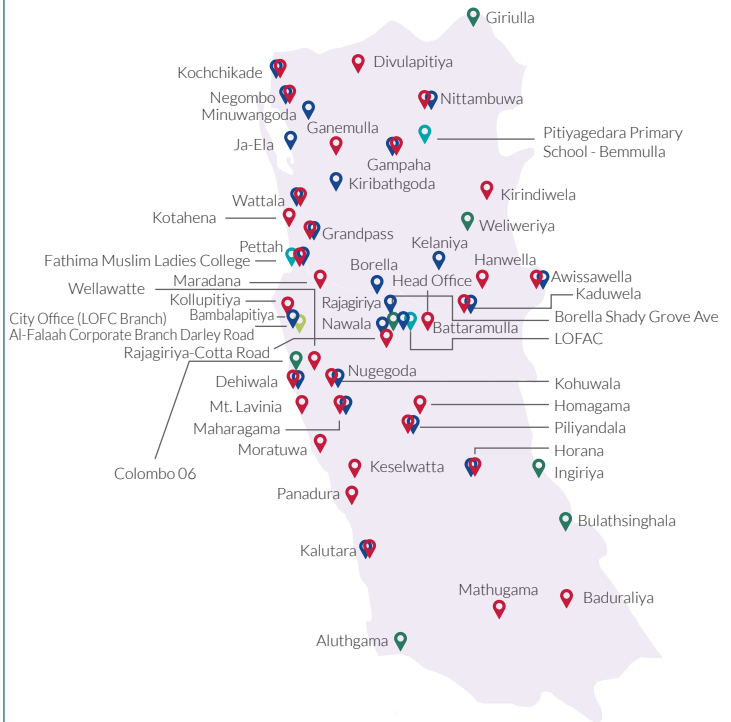 Giriulla
Divulapitiya
Kochchikade
Negombo
Nittambuwa
Minuwangoda
Ganemulla
Ja-Ela
Pitiyagedara Primary
School - Bemmulla
Gampaha
Kiribathgoda
Kirindiwela
Wattala
Kotahena
Weliweriya
Grandpass
Pettah
Kelaniya
Fathima Muslim Ladies College
Borella
Hanwella
Maradana
Head Office
Awissawella
Wellawatte
Kaduwela
Kollupitiya
Rajagiriya
Bambalapitiya
City Office (LOFC Branch)
Borella Shady Grove Ave
Nawala
Battaramulla
Al-Falaah Corporate Branch Darley Road
LOFAC
Rajagiriya-Cotta Road
Nugegoda
Dehiwala
Kohuwala
Mt. Lavinia
Homagama
Maharagama
Piliyandala
Moratuwa
Horana
Colombo 06
Keselwatta
Ingiriya
Panadura
Bulathsinghala
Kalutara
Mathugama
Baduraliya
Aluthgama